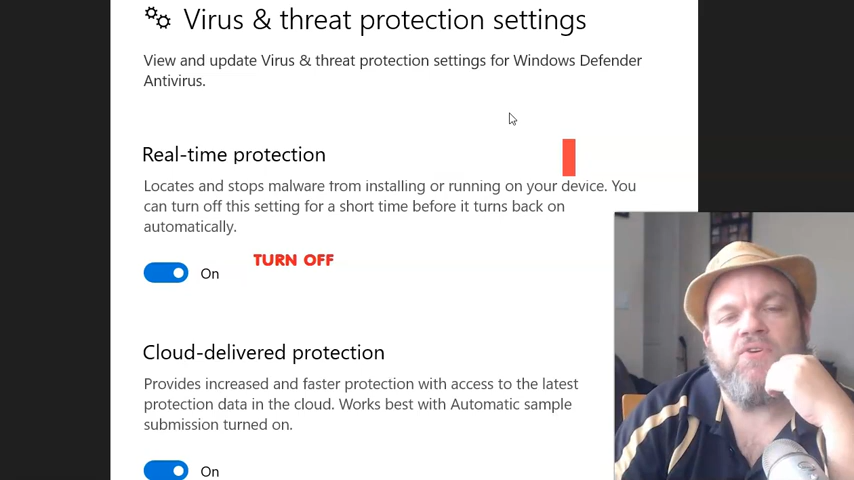 Virus & threat protection settings
View and update Virus & threat protection settings for Windows Defender
Antivirus.
Real-time protection
Locates and stops malware from installing or running on your device. You
can turn off this setting for a short time before it turns back on
automatically.
TURN OFF
On
Cloud-delivered protection
Provides increased and faster protection with access to the latest
protection data in the cloud. Works best with Automatic sample
submission turned on.
On